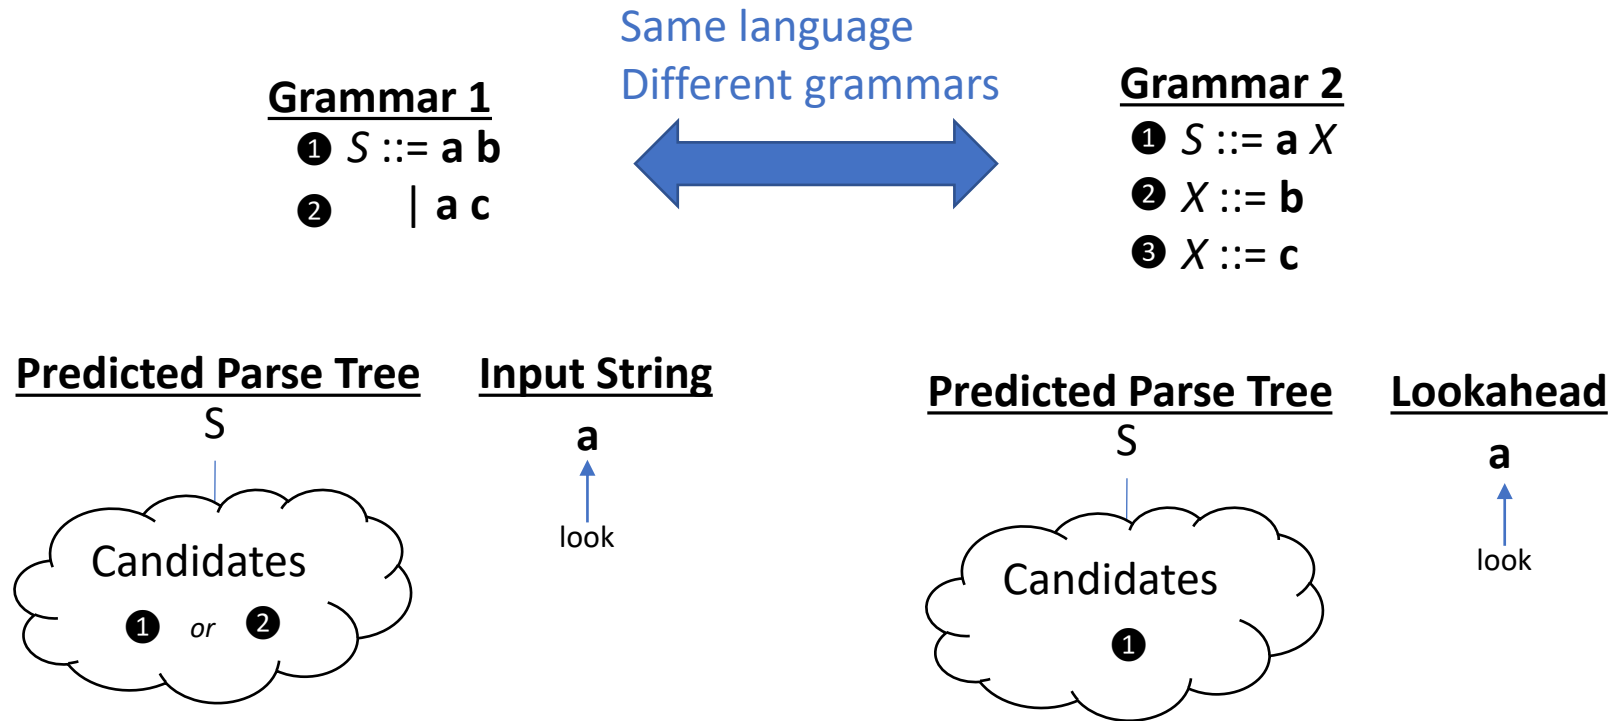 Same language
Different grammars
Grammar 1
❶ S ::= a b
❷ | a c
Grammar 2
❶ S ::= a X
❷ X ::= b
❸ X ::= c
Predicted Parse Tree
S
Candidates
❶ or ❷
Input String
a
look
Predicted Parse Tree
S
Candidates
❶
Lookahead
a
look